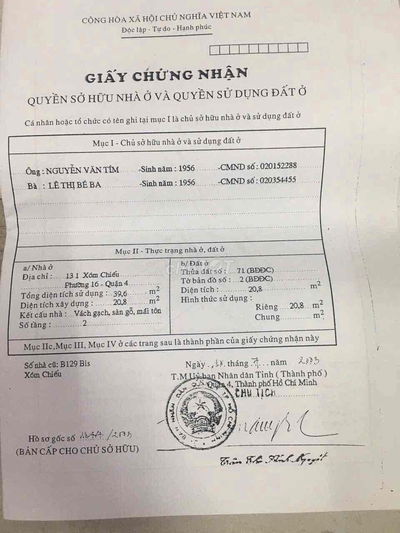 CỘNG HÒA XÃ HỘI CHỦ NGHĨA VIỆT NAM
Độc lập - Tự do - Hạnh phúc
GIẤY CHỨNG NHẬN
QUYỀN SỞ HỮU NHÀ Ở VÀ QUYỀN SỬ DỤNG ĐẤT Ở
Cá nhân hoặc tổ chức có tên ghi tại mục I là chủ sở hữu nhà ở và sử dụng đất ở
Mục I - Chủ sở hữu nhà ở và sử dụng đất ở
Ông : NGUYỄN VĂN TÍM -Sinh năm : 1956 -CMND số : 020152288
Bà : LÊ THỊ BÉ BA -Sinh năm : 1956 -CMND số : 020354455
Mục II - Thực trạng nhà ở, đất ở
a/ Nhà ở
Địa chỉ : 131 Xóm Chiếu
Phường 16 - Quận 4
Tổng diện tích sử dụng : 39,6 m2
Diện tích xây dựng : 20,8 m2
Kết cấu nhà : Vách gạch, sàn gỗ, mái tôn
Số tầng : 2
b/ Đất ở
Thửa đất số : 71 (BĐĐC)
Tờ bản đồ số : 2 (BĐĐC)
Diện tích : 20,8 m2
Hình thức sử dụng :
Riêng 20,8 m2
Chung m2
Mục IIc, Mục III, Mục IV ở các trang sau là thành phần của giấy chứng nhận này
Số nhà cũ: B129 Bis
Xóm Chiếu
Ngày tháng 7 năm 2003
T.M Uỷ ban Nhân dân Tỉnh ( Thành phố )
Quận 4, Thành phố Hồ Chí Minh
CHỦ TỊCH
Hồ sơ gốc số /2003
(BẢN CẤP CHO CHỦ SỞ HỮU)